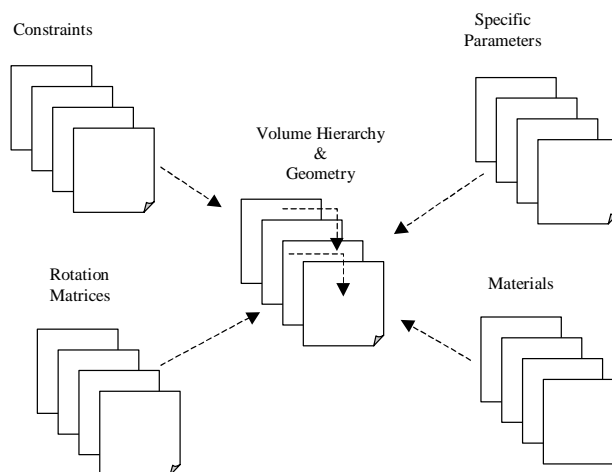 Constraints
Specific
Parameters
Volume Hierarchy
&
Geometry
Rotation
Matrices
Materials